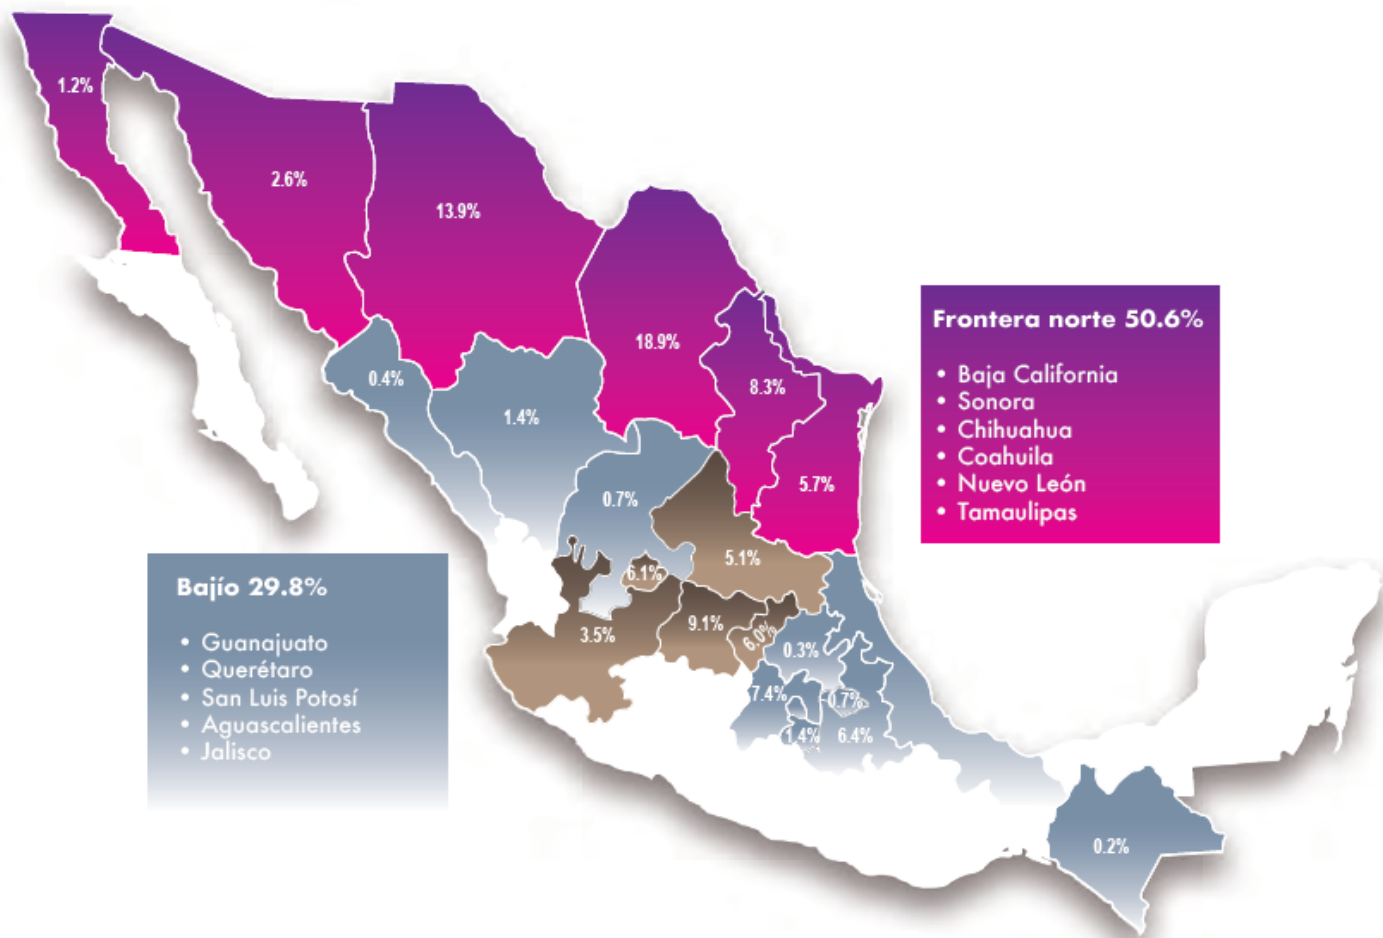 1.2%
2.6%
13.9%
18.9%
8.3%
5.7%
0.4%
1.4%
0.7%
5.1%
6.1%
3.5%
9.1%
6.0%
0.3%
7.4%
0.7%
1.4%
6.4%
0.2%
Frontera norte 50.6%
• Baja California
• Sonora
• Chihuahua
• Coahuila
• Nuevo León
• Tamaulipas
Bajío 29.8%
• Guanajuato
• Querétaro
• San Luis Potosí
• Aguascalientes
• Jalisco